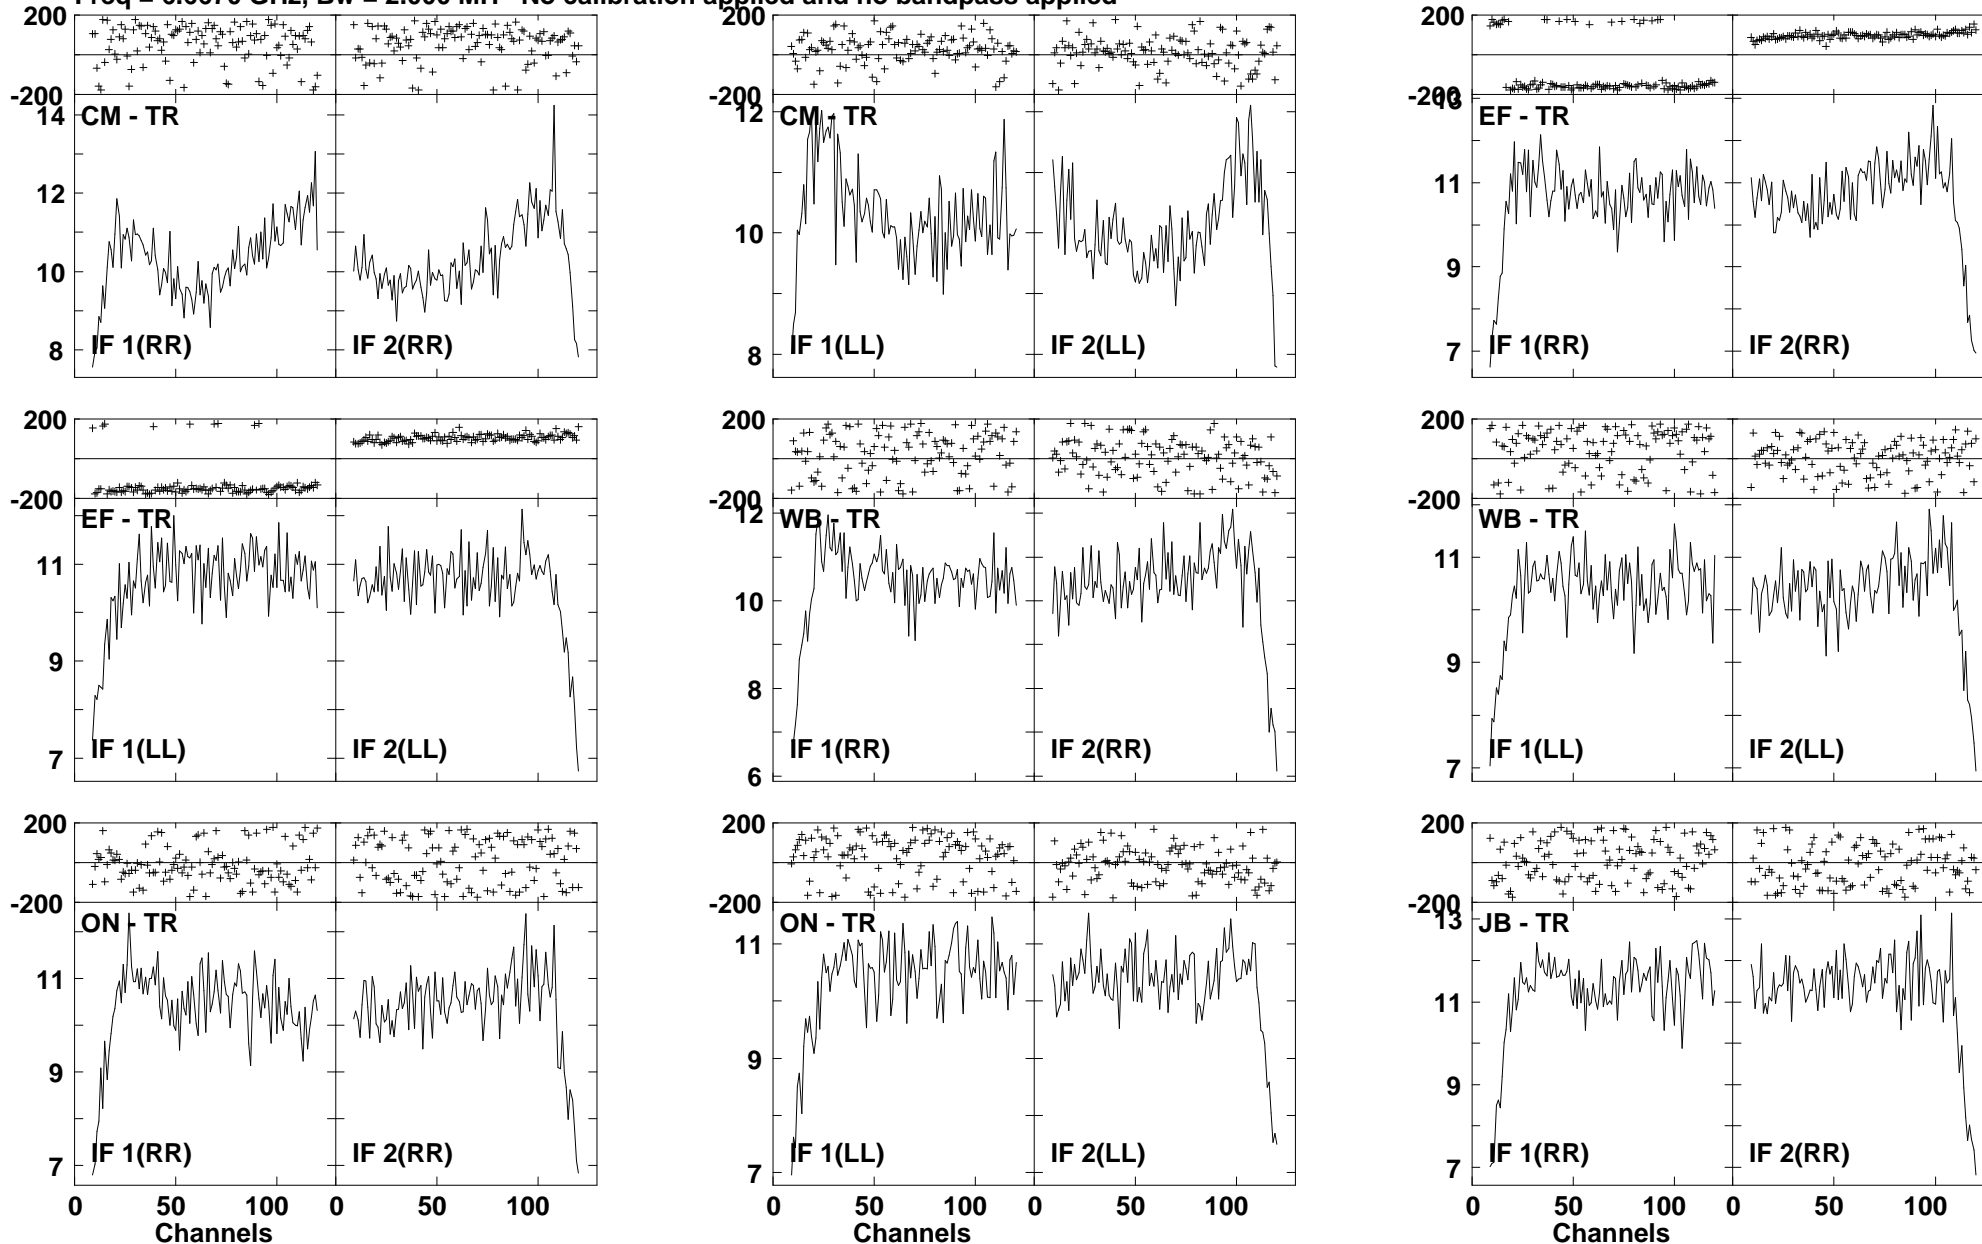 No calibration applied and no bandpass applied
200
-200
14
12
10
8
CM - TR
IF 1(RR)
IF 2(RR)
200
-200
12
10
8
CM - TR
IF 1(LL)
IF 2(LL)
200
-200
13
11
9
7
EF - TR
IF 1(RR)
IF 2(RR)
200
-200
11
9
7
EF - TR
IF 1(LL)
IF 2(LL)
200
-200
12
10
8
6
WB - TR
IF 1(RR)
IF 2(RR)
200
-200
11
9
7
WB - TR
IF 1(LL)
IF 2(LL)
200
-200
11
9
7
ON - TR
IF 1(RR)
IF 2(RR)
0 50 100 0 50 100
Channels
200
-200
11
9
7
ON - TR
IF 1(LL)
IF 2(LL)
0 50 100 0 50 100
Channels
200
-200
13
11
9
7
JB - TR
IF 1(RR)
IF 2(RR)
0 50 100 0 50 100
Channels